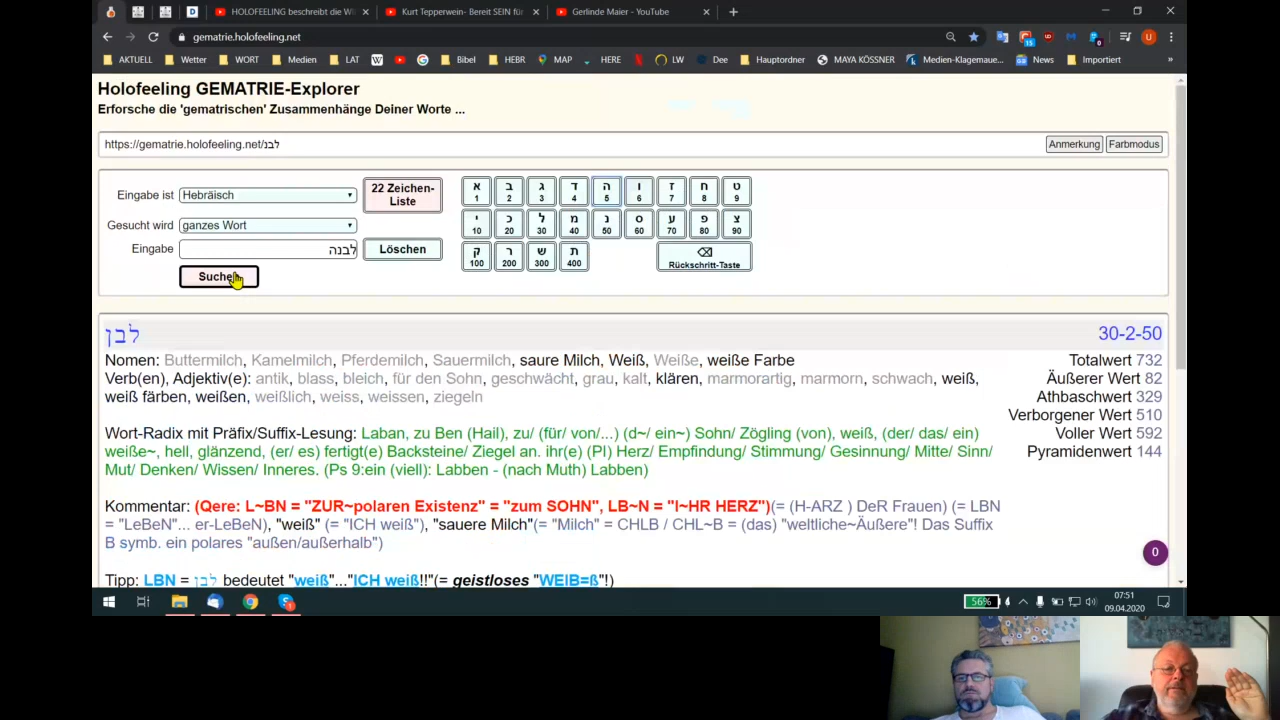 HOLOFEELING beschreibt die WI
Kurt Tepperwein- Bereit SEIN für
Gerlinde Maier - YouTube
gematrie.holofeeling.net
AKTUELL Wetter WORT Medien LAT Bibel HEBR MAP HERE LW Dee Hauptordner MAYA KÖSSNER Medien-Klagemaue... News Importiert »
Holofeeling GEMATRIE-Explorer
Erforsche die 'gematrischen' Zusammenhänge Deiner Worte ...
https://gematrie.holofeeling.net/לבנ
Anmerkung Farbmodus
Eingabe ist Hebräisch
22 Zeichen-Liste
Gesucht wird ganzes Wort
Eingabe לבנה
Löschen
Suchen
א ב ג ד ה ו ז ח ט
1 2 3 4 5 6 7 8 9
י כ ל מ נ ס ע פ צ
10 20 30 40 50 60 70 80 90
ק ר ש ת
100 200 300 400
Rückschritt-Taste
לבן 30-2-50
Nomen: Buttermilch, Kamelmilch, Pferdemilch, Sauermilch, saure Milch, Weiß, Weiße, weiße Farbe
Verb(en), Adjektiv(e): antik, blass, bleich, für den Sohn, geschwächt, grau, kalt, klären, marmorartig, marmorn, schwach, weiß,
weiß färben, weißen, weißlich, weiss, weissen, ziegeln
Totalwert 732
Äußerer Wert 82
Athbaschwert 329
Verborgener Wert 510
Voller Wert 592
Pyramidenwert 144
Wort-Radix mit Präfix/Suffix-Lesung: Laban, zu Ben (Hail), zu/ (für/ von/...) (d~/ ein~) Sohn/ Zögling (von), weiß, (der/ das/ ein)
weiße~, hell, glänzend, (er/ es) fertigt(e) Backsteine/ Ziegel an. ihr(e) (PI) Herz/ Empfindung/ Stimmung/ Gesinnung/ Mitte/ Sinn/
Mut/ Denken/ Wissen/ Inneres. (Ps 9:ein (viell): Labben - (nach Muth) Labben)
Kommentar: (Qere: L~BN = "ZUR~polaren Existenz" = "zum SOHN", LB~N = "I~HR HERZ")(= (H-ARZ ) DeR Frauen) (= LBN
= "LeBeN"... er-LeBeN), "weiß" (= "ICH weiß"), "sauere Milch"(= "Milch" = CHLB / CHL~B = (das) "weltliche~Äußere"! Das Suffix
B symb. ein polares "außen/außerhalb")
Tipp: LBN = לבן bedeutet "weiß"..."ICH weiß!!"(= geistloses "WEIB=ß"!)
0
56%
07:51
09.04.2020